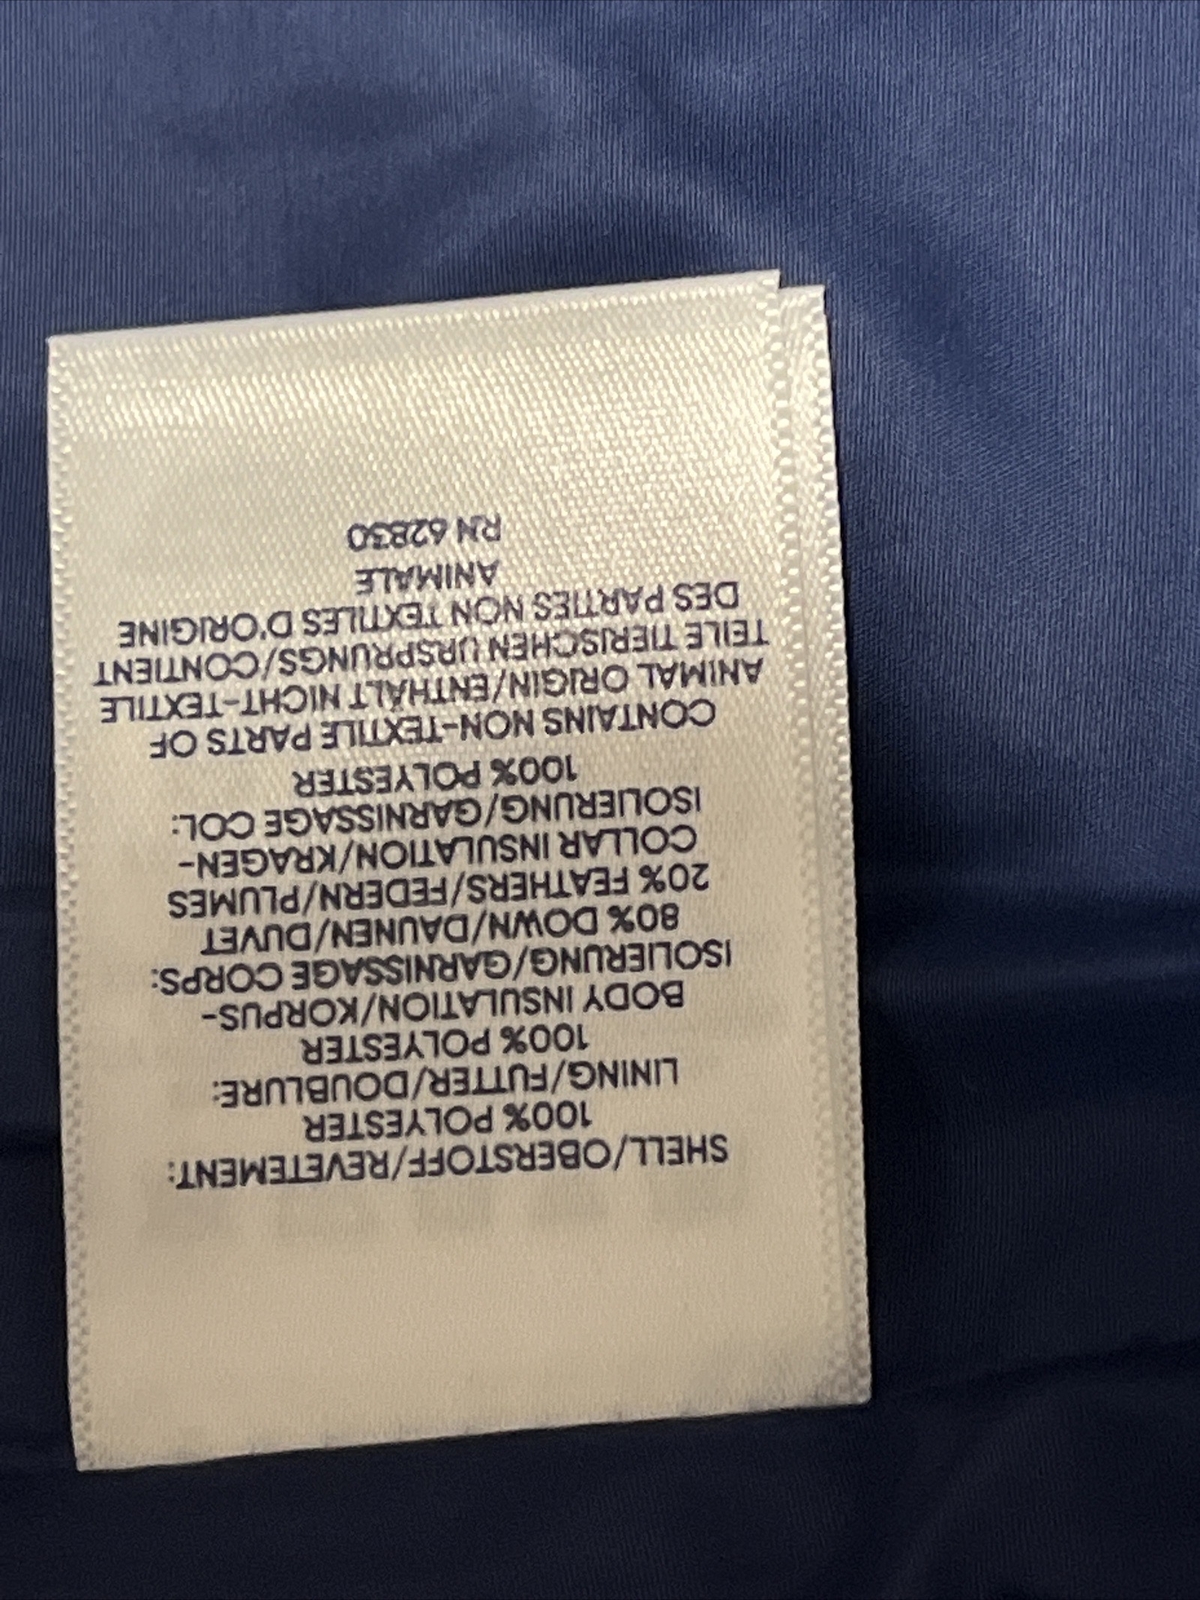 SHELL/OBERSTOFF/REVETEMENT:
100% POLYESTER
LINING/FUTTER/DOUBLURE:
100% POLYESTER
BODY INSULATION/KORPUS-
ISOLIERUNG/GARNISSAGE CORPS:
80% DOWN/DAUNEN/DUVET
20% FEATHERS/FEDERN/PLUMES
COLLAR INSULATION/KRAGEN-
ISOLIERUNG/GARNISSAGE COL:
100% POLYESTER
CONTAINS NON-TEXTILE PARTS OF
ANIMAL ORIGIN/ENTHÄLT NICHT-TEXTILE
TEILE TIERISCHEN URSPRUNGS/CONTIENT
DES PARTIES NON TEXTILES D'ORIGINE
ANIMALE
RN 62830